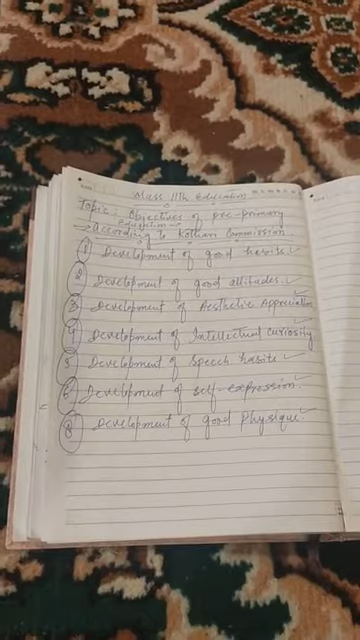 Mass 11th Education
Topic: Objectives of pre-primary
education
→ According to Kothari Commission
1 Development of good habits.
2 Development of good attitudes.
3 Development of Aesthetic Appreciation
4 Development of Intellectual curiosity
5 Development of Speech habits
6 Development of self-expression.
8 Development of good physique.